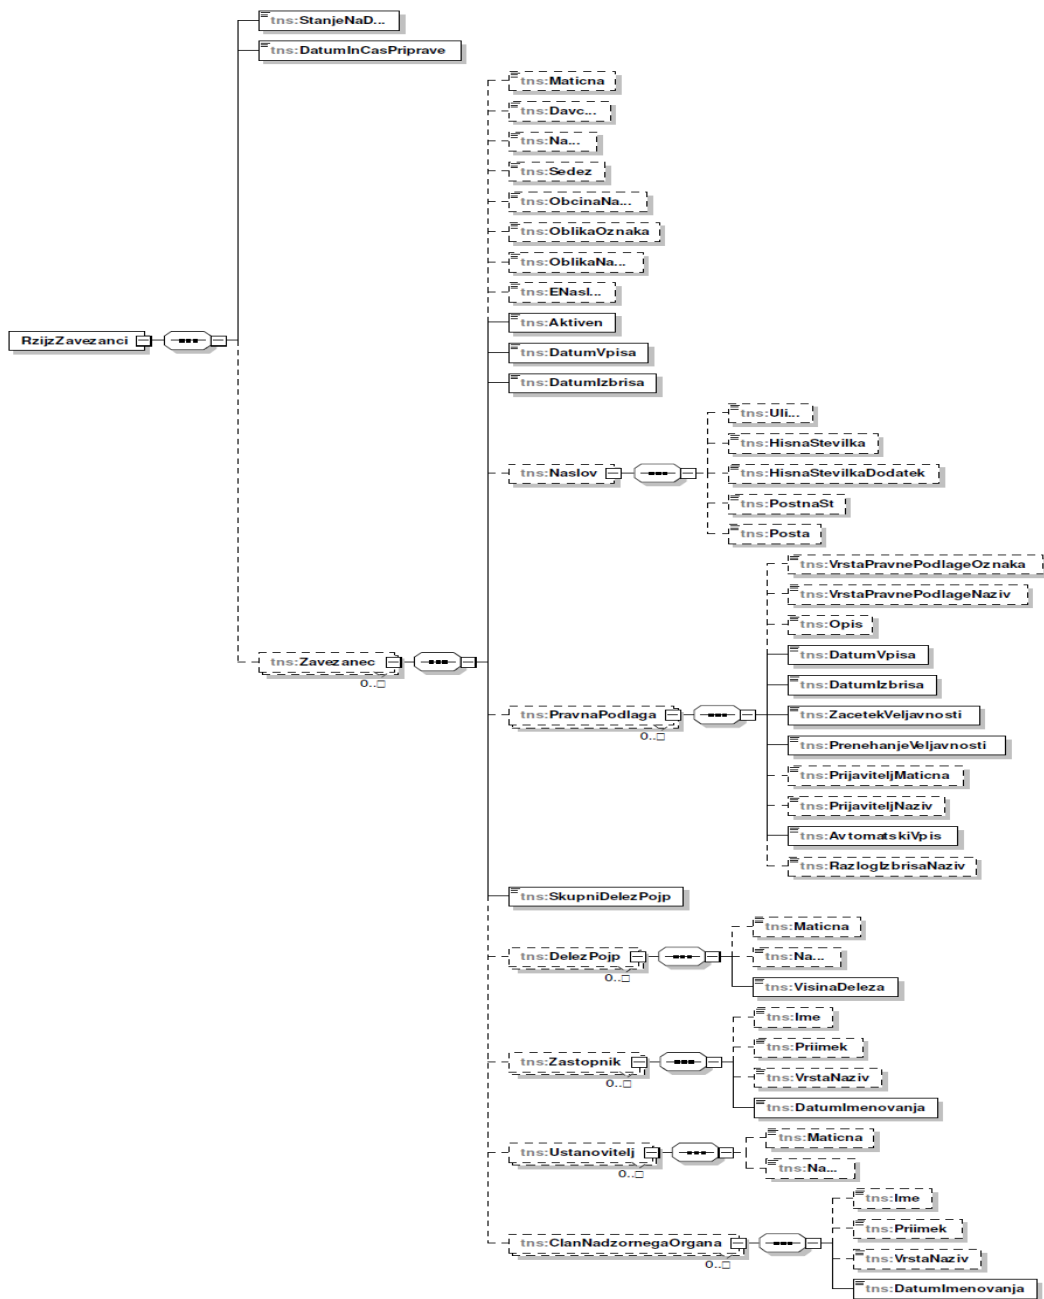 tns:StanjeNaD...
tns:DatumInCasPriprave
tns:Maticna
tns:Davc...
tns:Na...
tns:Sedez
tns:ObcinaNa...
tns:OblikaOznaka
tns:OblikaNa...
tns:ENasl...
tns:Aktiven
RzijzZavezanci
tns:DatumVpisa
tns:DatumIzbrisa
tns:Uli...
tns:HisnaStevilka
tns:Naslov
tns:HisnaStevilkaDodatek
tns:PostnaSt
tns:Posta
tns:VrstaPravnePodlageOznaka
tns:VrstaPravnePodlageNaziv
tns:Opis
tns:DatumVpisa
tns:Zavezanec
0..□
tns:DatumIzbrisa
tns:PravnaPodlaga
0..□
tns:ZacetekVeljavnosti
tns:PrenehanjeVeljavnosti
tns:PrijaviteljMaticna
tns:PrijaviteljNaziv
tns:AvtomatskiVpis
tns:RazlogIzbrisaNaziv
tns:SkupniDelezPojp
tns:Maticna
tns:DelezPojp
0..□
tns:Na...
tns:VisinaDeleza
tns:Ime
tns:Priimek
tns:Zastopnik
0..□
tns:VrstaNaziv
tns:DatumImenovanja
tns:Maticna
tns:Ustanovitelj
0..□
tns:Na...
tns:Ime
tns:Priimek
tns:ClanNadzornegaOrgana
0..□
tns:VrstaNaziv
tns:DatumImenovanja